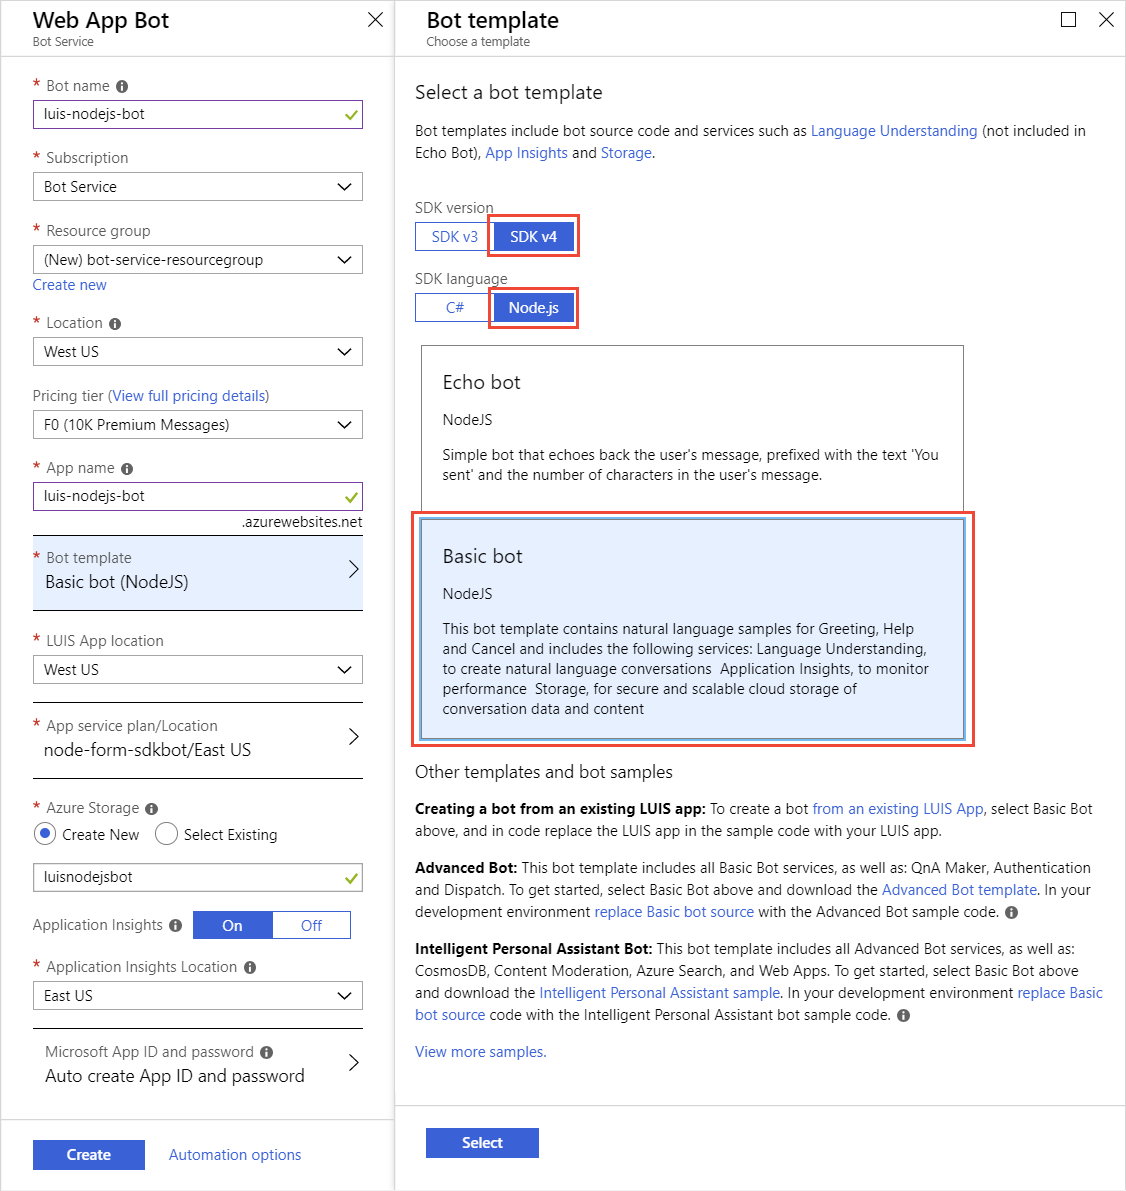 Web App Bot
Bot Service
* Bot name
luis-nodejs-bot
* Subscription
Bot Service
* Resource group
(New) bot-service-resourcegroup
Create new
* Location
West US
Pricing tier (View full pricing details)
F0 (10K Premium Messages)
* App name
luis-nodejs-bot
.azurewebsites.net
* Bot template
Basic bot (NodeJS)
* LUIS App location
West US
* App service plan/Location
node-form-sdkbot/East US
* Azure Storage
Create New Select Existing
luisnodejsbot
Application Insights On Off
* Application Insights Location
East US
Microsoft App ID and password
Auto create App ID and password
Create Automation options
Bot template
Choose a template
Select a bot template
Bot templates include bot source code and services such as Language Understanding (not included in
Echo Bot), App Insights and Storage.
SDK version
SDK v3 SDK v4
SDK language
C# Node.js
Echo bot
NodeJS
Simple bot that echoes back the user's message, prefixed with the text 'You
sent' and the number of characters in the user's message.
Basic bot
NodeJS
This bot template contains natural language samples for Greeting, Help
and Cancel and includes the following services: Language Understanding,
to create natural language conversations Application Insights, to monitor
performance Storage, for secure and scalable cloud storage of
conversation data and content
Other templates and bot samples
Creating a bot from an existing LUIS app: To create a bot from an existing LUIS App, select Basic Bot
above, and in code replace the LUIS app in the sample code with your LUIS app.
Advanced Bot: This bot template includes all Basic Bot services, as well as: QnA Maker, Authentication
and Dispatch. To get started, select Basic Bot above and download the Advanced Bot template. In your
development environment replace Basic bot source with the Advanced Bot sample code.
Intelligent Personal Assistant Bot: This bot template includes all Advanced Bot services, as well as:
CosmosDB, Content Moderation, Azure Search, and Web Apps. To get started, select Basic Bot above
and download the Intelligent Personal Assistant sample. In your development environment replace Basic
bot source code with the Intelligent Personal Assistant bot sample code.
View more samples.
Select